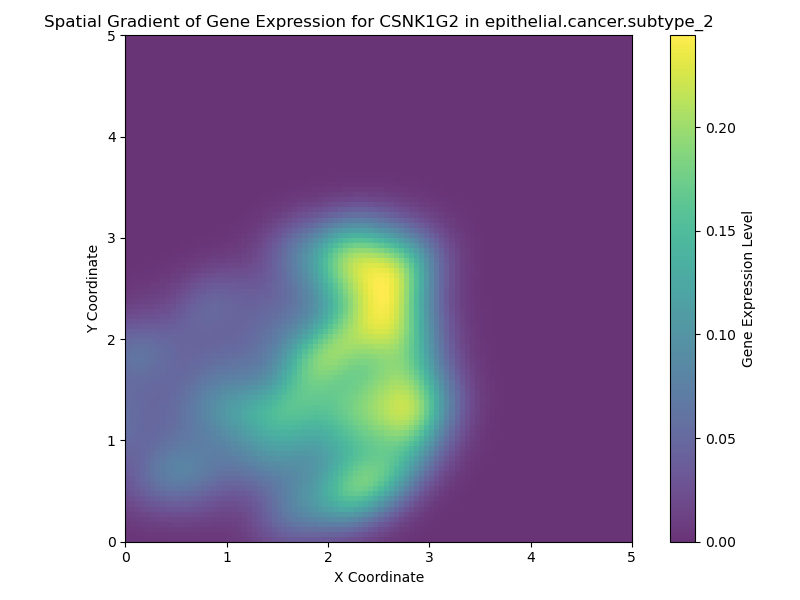 Spatial Gradient of Gene Expression for CSNK1G2 in epithelial.cancer.subtype_2
5
4
3
2
1
0
0 1 2 3 4 5
Y Coordinate
X Coordinate
0.20
0.15
0.10
0.05
0.00
Gene Expression Level